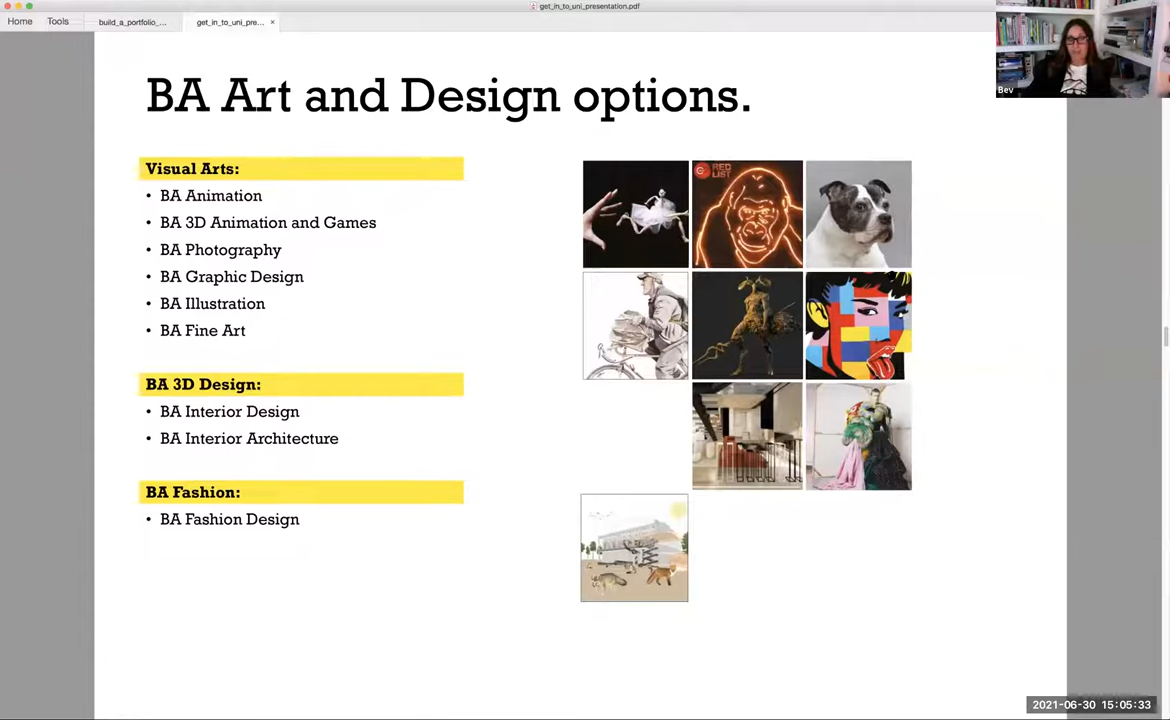 get_in_to_uni_presentation.pdf
Home Tools build_a_portfolio_... get_in_to_uni_pre... ×
Bev
BA Art and Design options.
Visual Arts:
• BA Animation
• BA 3D Animation and Games
• BA Photography
• BA Graphic Design
• BA Illustration
• BA Fine Art
BA 3D Design:
• BA Interior Design
• BA Interior Architecture
BA Fashion:
• BA Fashion Design
RED
LIST
2021-06-30 15:05:33